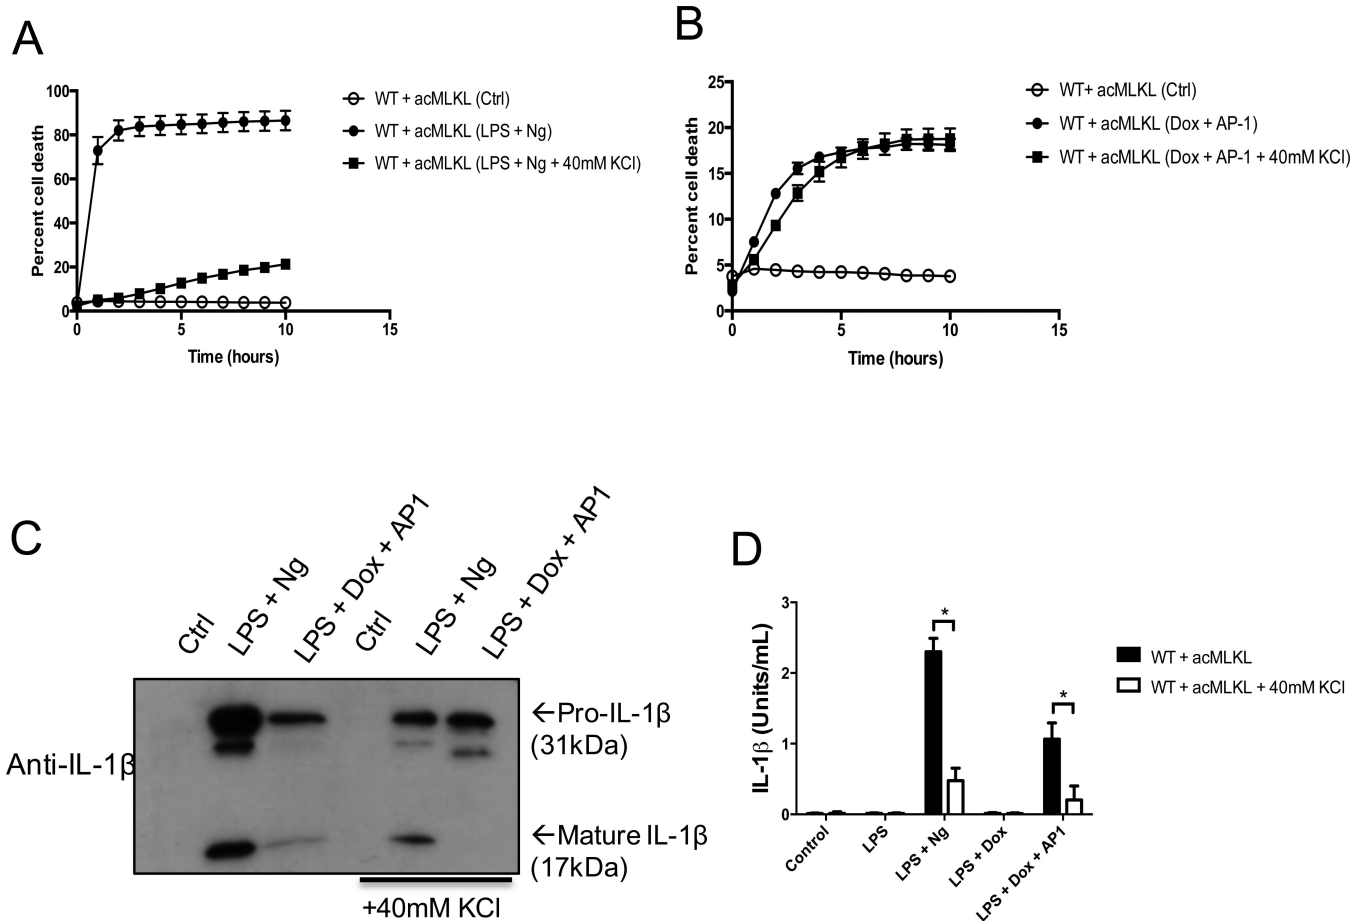 A
Percent cell death
100
80
60
40
20
0
0
5
10
15
Time (hours)
WT + acMLKL (Ctrl)
WT + acMLKL (LPS + Ng)
WT + acMLKL (LPS + Ng + 40mM KCl)
B
Percent cell death
25
20
15
10
5
0
0
5
10
15
Time (hours)
WT+ acMLKL (Ctrl)
WT + acMLKL (Dox + AP-1)
WT + acMLKL (Dox + AP-1 + 40mM KCl)
C
Ctrl
LPS + Ng
LPS + Dox + AP1
Ctrl
LPS + Ng
LPS + Dox + AP1
Anti-IL-1β
←Pro-IL-1β
(31kDa)
←Mature IL-1β
(17kDa)
+40mM KCl
D
IL-1β (Units/mL)
3
2
1
0
*
*
Control
LPS
LPS + Ng
LPS + Dox
LPS + Dox + AP1
WT + acMLKL
WT + acMLKL + 40mM KCl